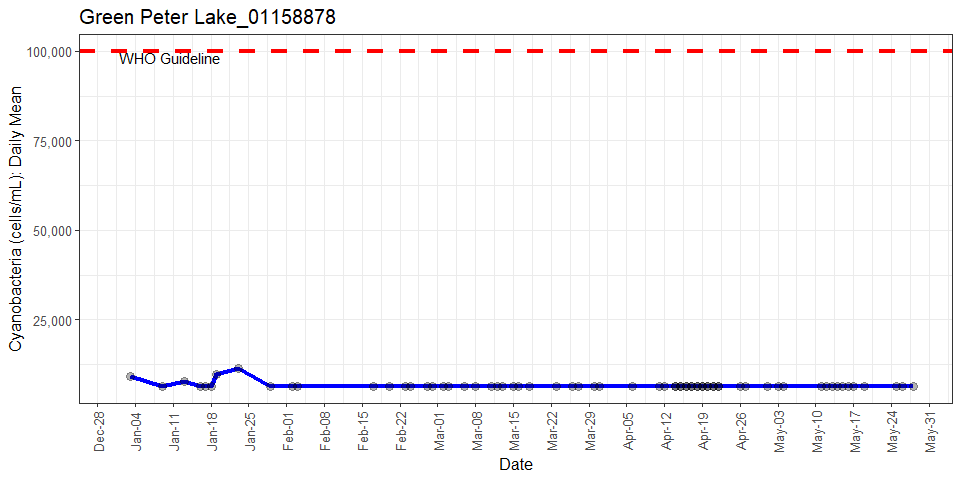 Green Peter Lake_01158878
Cyanobacteria (cells/mL): Daily Mean
100,000
75,000
50,000
25,000
WHO Guideline
Dec-28
Jan-04
Jan-11
Jan-18
Jan-25
Feb-01
Feb-08
Feb-15
Feb-22
Mar-01
Mar-08
Mar-15
Mar-22
Mar-29
Apr-05
Apr-12
Apr-19
Apr-26
May-03
May-10
May-17
May-24
May-31
Date